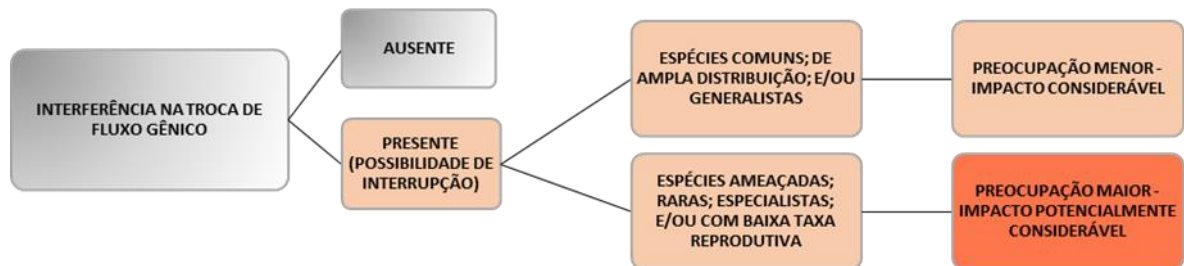 INTERFERÊNCIA NA TROCA DE
FLUXO GÊNICO
AUSENTE
PRESENTE
(POSSIBILIDADE DE
INTERRUPÇÃO)
ESPÉCIES COMUNS; DE
AMPLA DISTRIBUIÇÃO; E/OU
GENERALISTAS
PREOCUPAÇÃO MENOR -
IMPACTO CONSIDERÁVEL
ESPÉCIES AMEAÇADAS;
RARAS; ESPECIALISTAS;
E/OU COM BAIXA TAXA
REPRODUTIVA
PREOCUPAÇÃO MAIOR -
IMPACTO POTENCIALMENTE
CONSIDERÁVEL